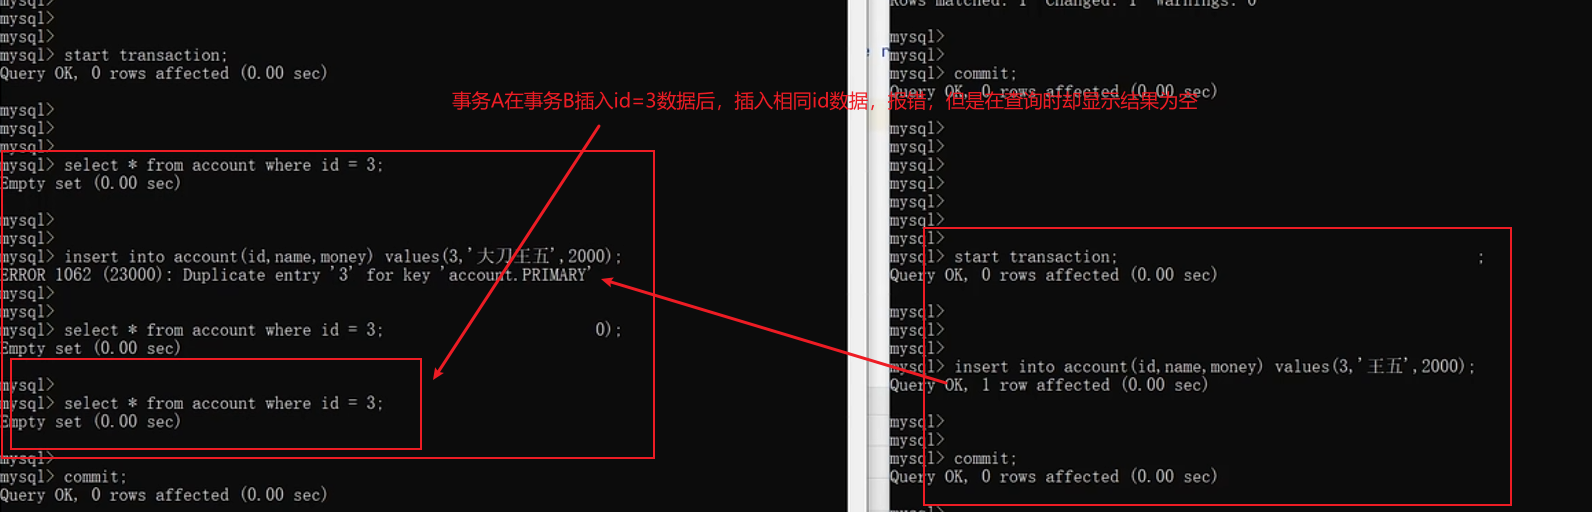 mysql>
mysql>
mysql>
mysql> start transaction;
Query OK, 0 rows affected (0.00 sec)
mysql>
mysql>
mysql>
mysql> select * from account where id = 3;
Empty set (0.00 sec)
mysql>
mysql>
mysql> insert into account(id,name,money) values(3,'大刀王五',2000);
ERROR 1062 (23000): Duplicate entry '3' for key 'account.PRIMARY'
mysql>
mysql>
mysql> select * from account where id = 3; 0);
Empty set (0.00 sec)
mysql>
mysql> select * from account where id = 3;
Empty set (0.00 sec)
mysql>
mysql> commit;
Query OK, 0 rows affected (0.00 sec)
事务A在事务B插入id=3数据后，插入相同id数据，报错，但是在查询时却显示结果为空
Rows matched: 1 Changed: 1 Warnings: 0
mysql>
mysql>
mysql> commit;
Query OK, 0 rows affected (0.00 sec)
mysql>
mysql>
mysql>
mysql>
mysql>
mysql>
mysql>
mysql> start transaction; ;
Query OK, 0 rows affected (0.00 sec)
mysql>
mysql>
mysql>
mysql> insert into account(id,name,money) values(3,'王五',2000);
Query OK, 1 row affected (0.00 sec)
mysql>
mysql>
mysql> commit;
Query OK, 0 rows affected (0.00 sec)
mysql>